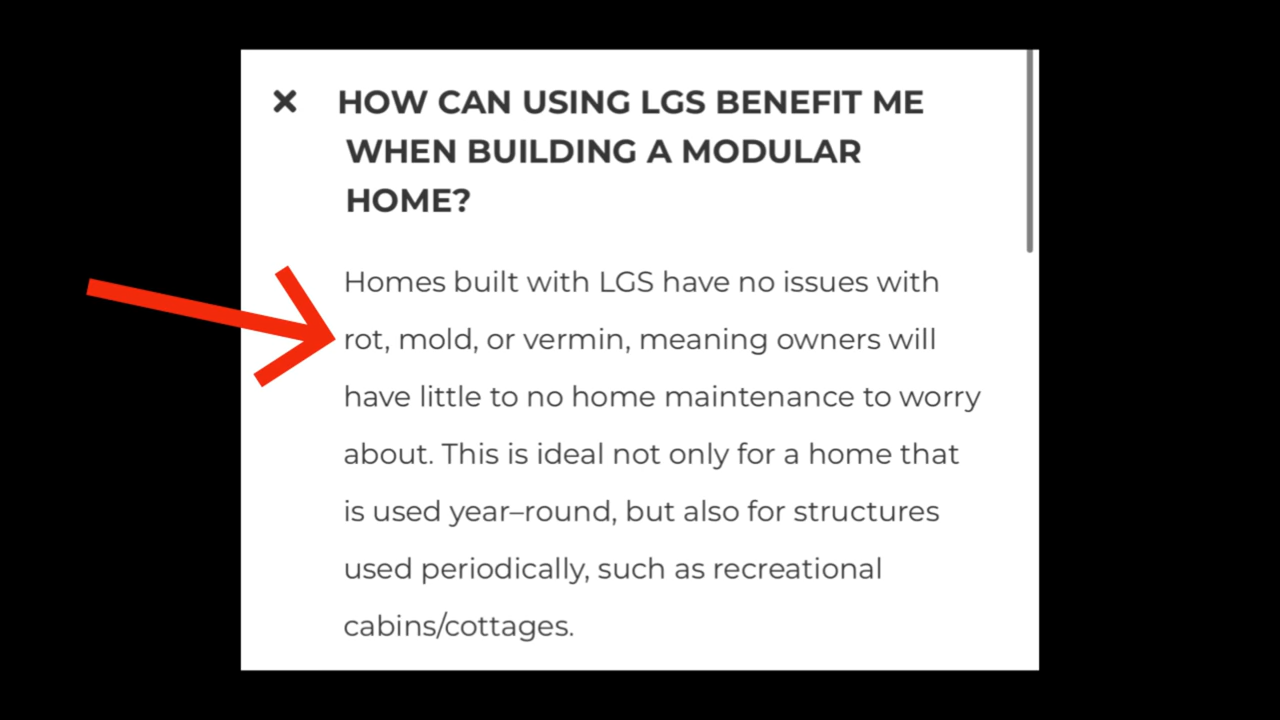 HOW CAN USING LGS BENEFIT ME
WHEN BUILDING A MODULAR
HOME?
Homes built with LGS have no issues with
rot, mold, or vermin, meaning owners will
have little to no home maintenance to worry
about. This is ideal not only for a home that
is used year–round, but also for structures
used periodically, such as recreational
cabins/cottages.